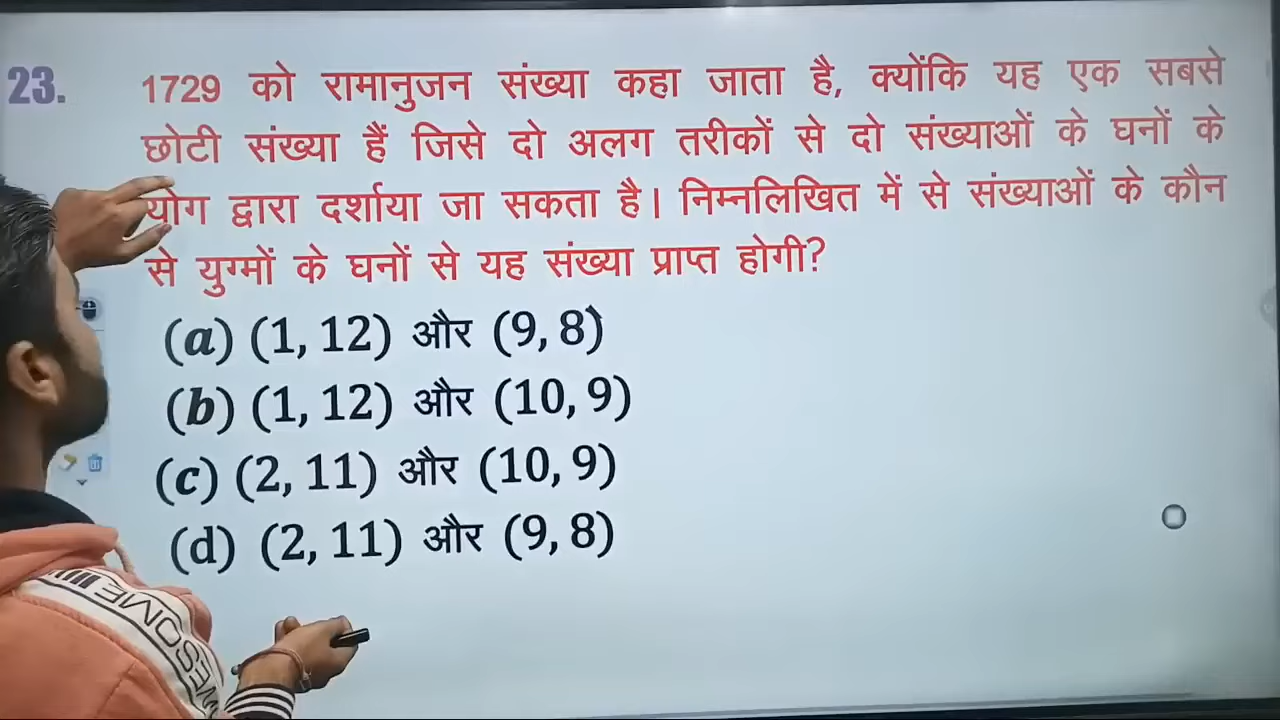 23. 1729 को रामानुजन संख्या कहा जाता है, क्योंकि यह एक सबसे
छोटी संख्या हैं जिसे दो अलग तरीकों से दो संख्याओं के घनों के
योग द्वारा दर्शाया जा सकता है। निम्नलिखित में से संख्याओं के कौन
से युग्मों के घनों से यह संख्या प्राप्त होगी?
(a) (1, 12) और (9, 8)
(b) (1, 12) और (10, 9)
(c) (2, 11) और (10, 9)
(d) (2, 11) और (9, 8)